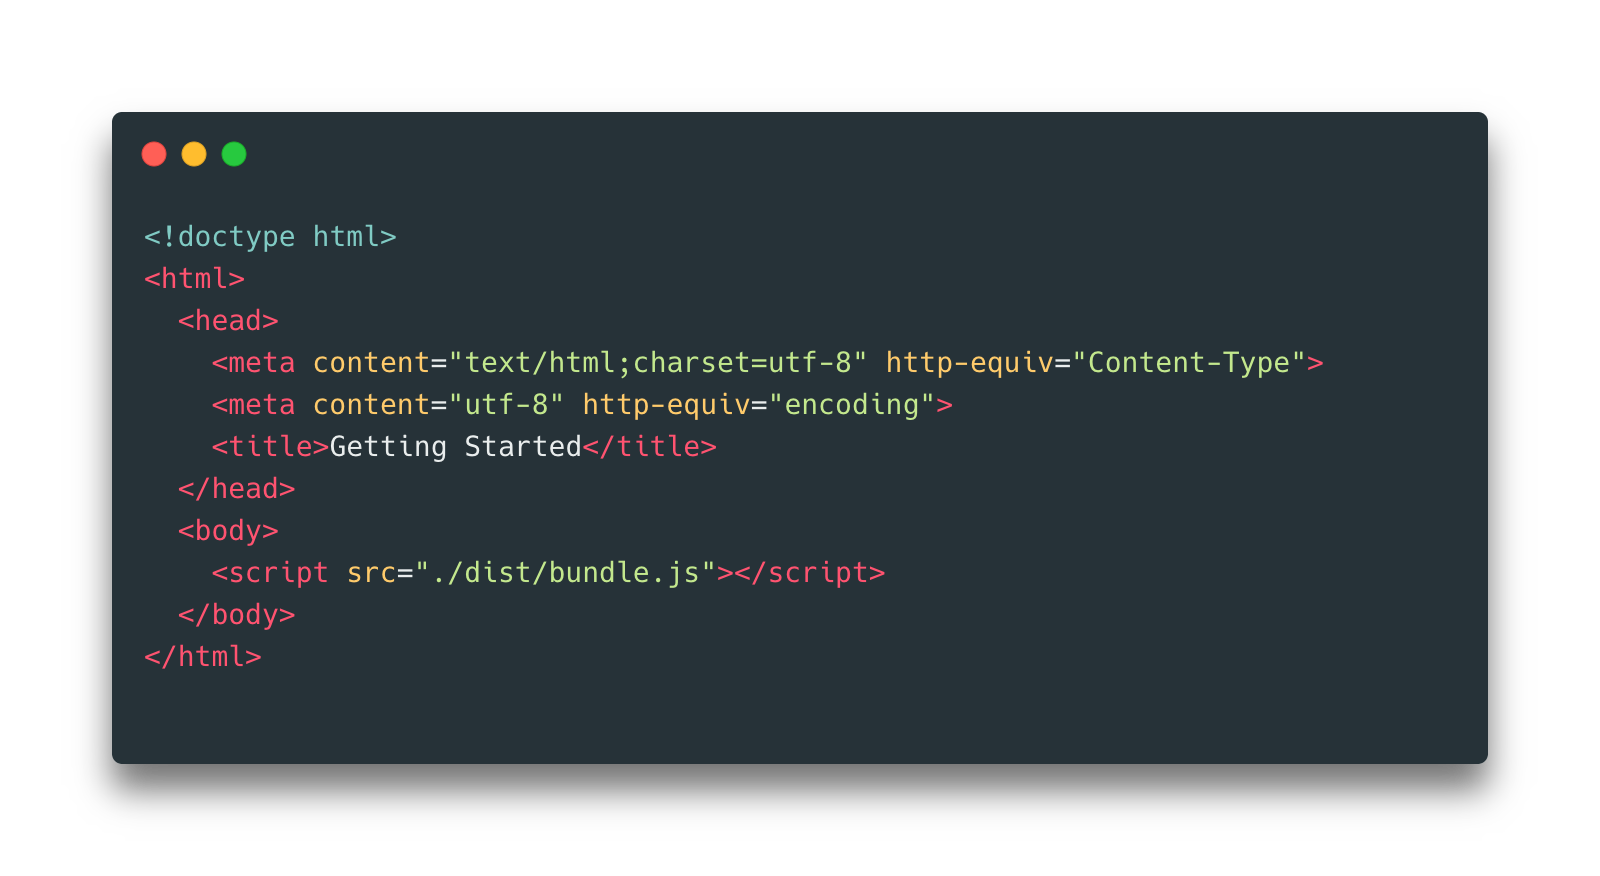 <!doctype html>
<html>
  <head>
    <meta content="text/html;charset=utf-8" http-equiv="Content-Type">
    <meta content="utf-8" http-equiv="encoding">
    <title>Getting Started</title>
  </head>
  <body>
    <script src="./dist/bundle.js"></script>
  </body>
</html>